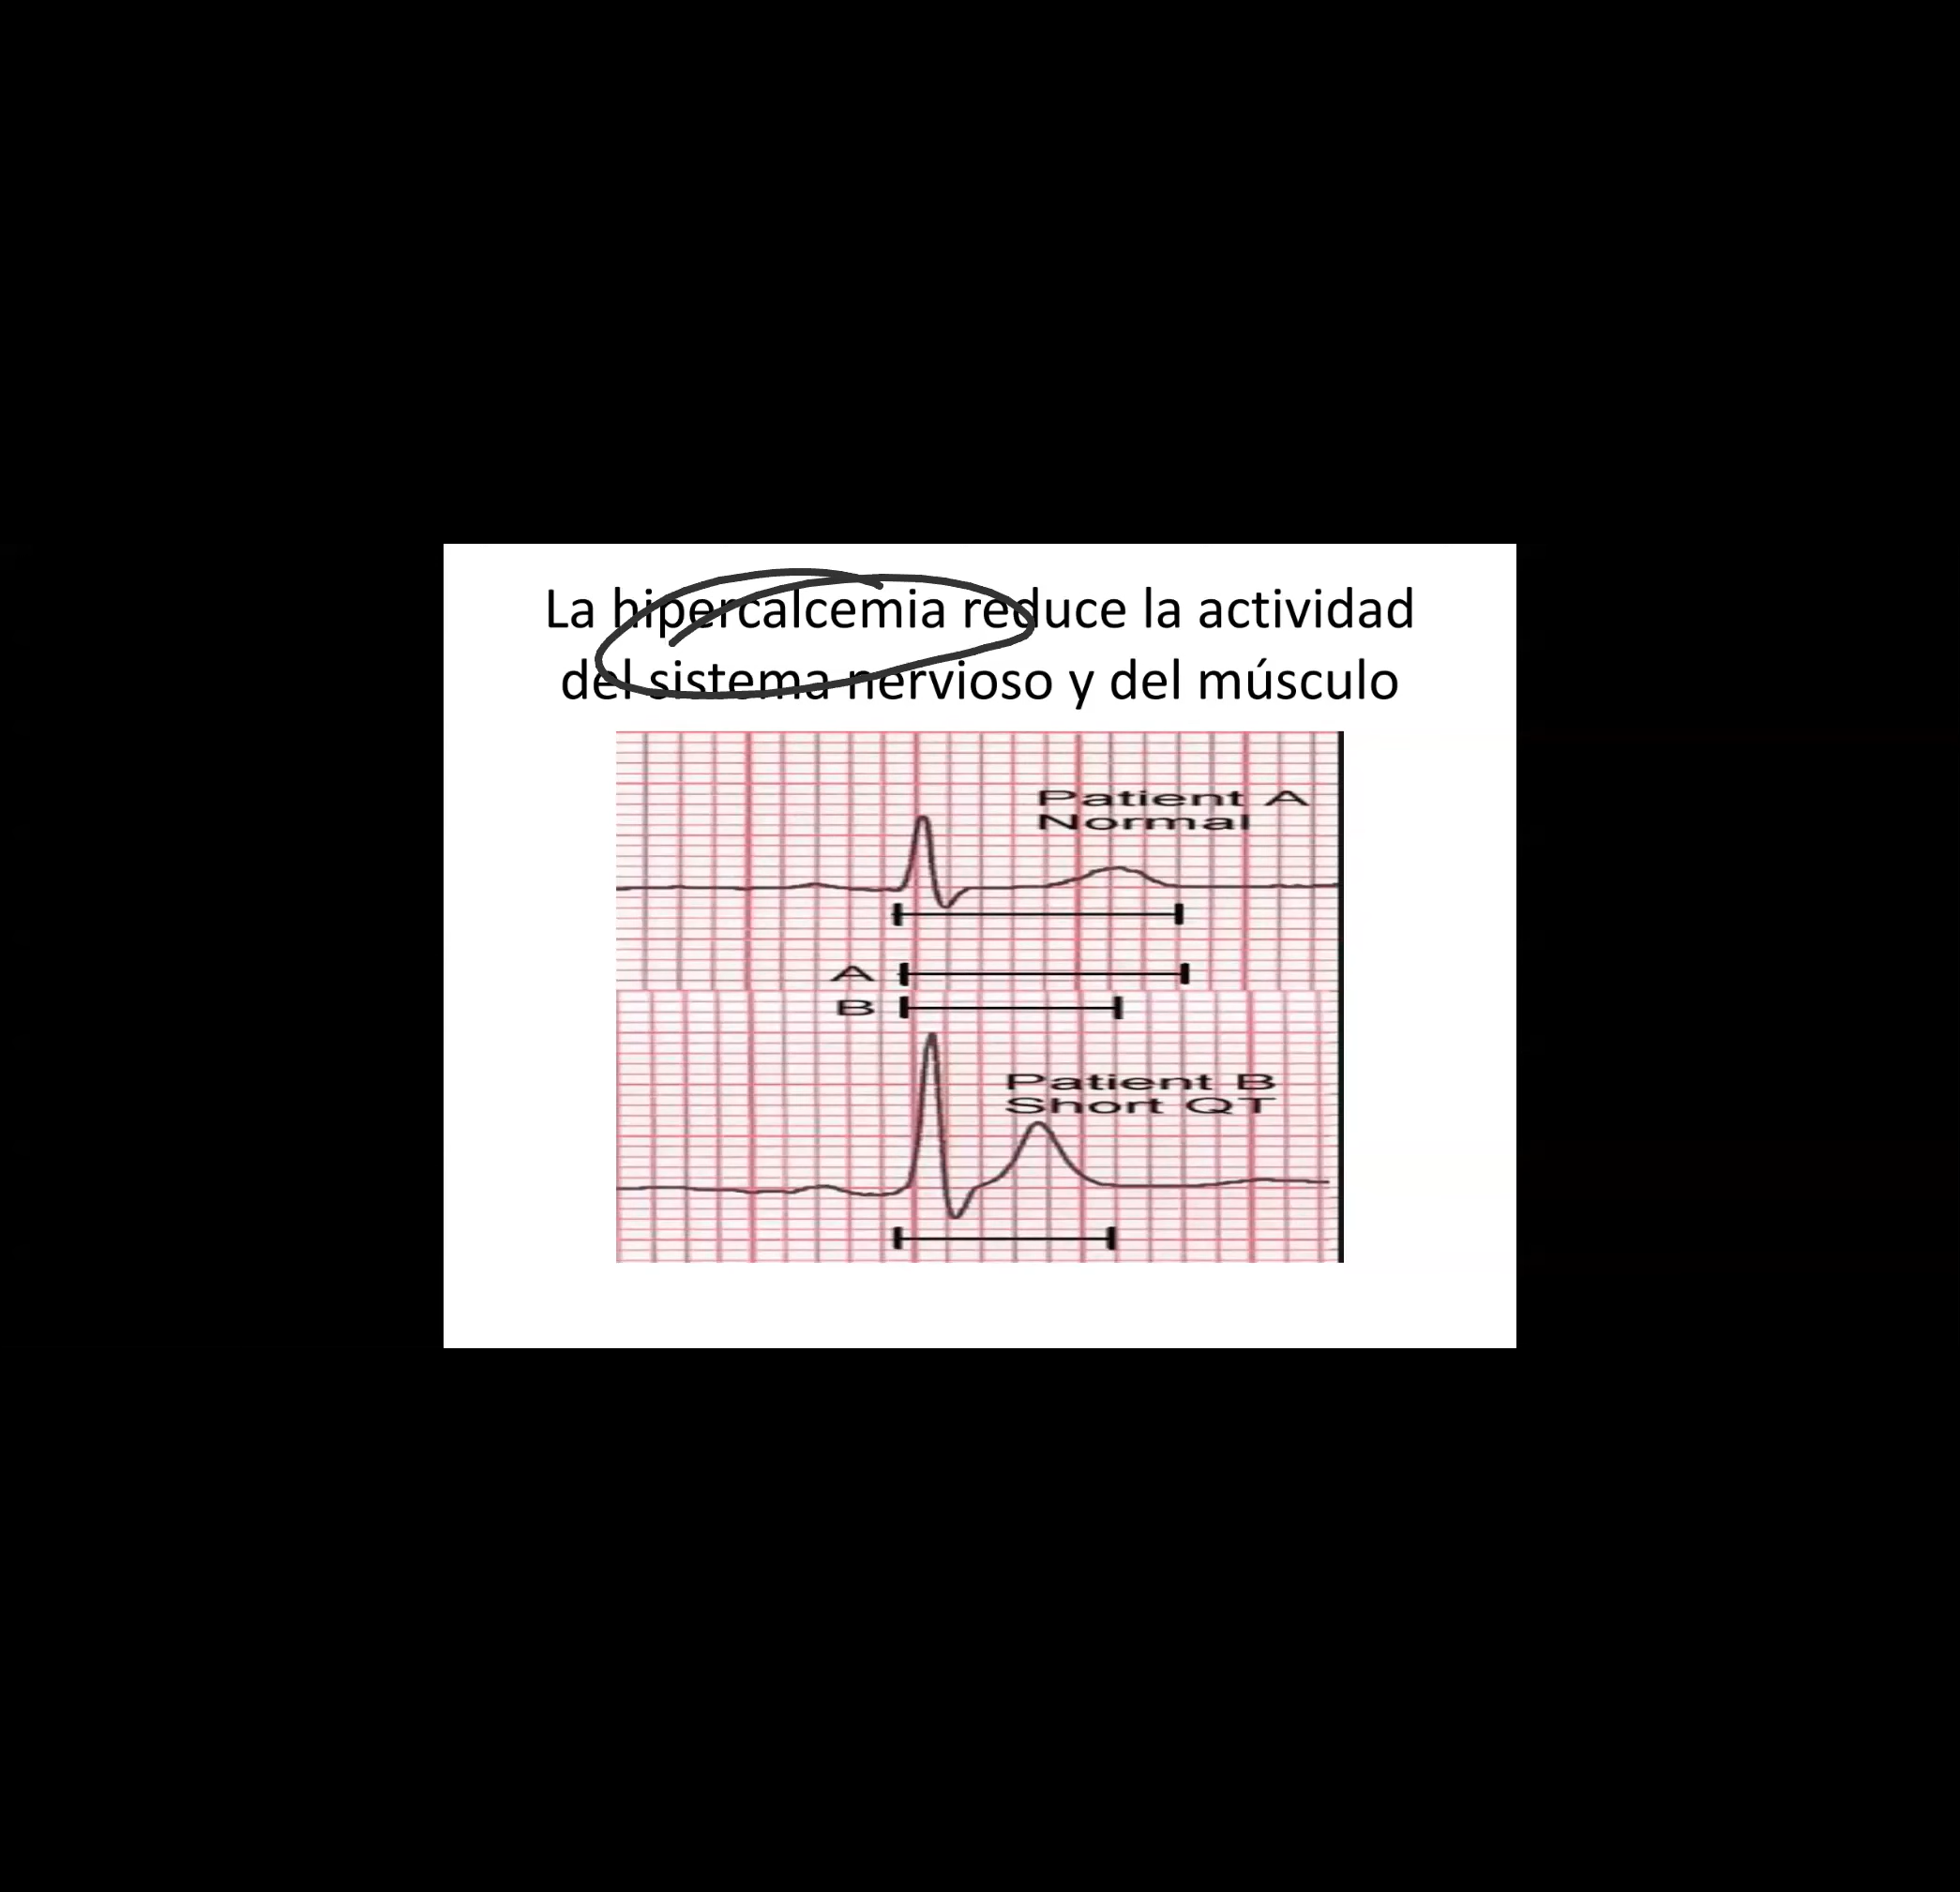 La hipercalcemia reduce la actividad
del sistema nervioso y del músculo
Patient A
Normal
A
B
Patient B
Short QT